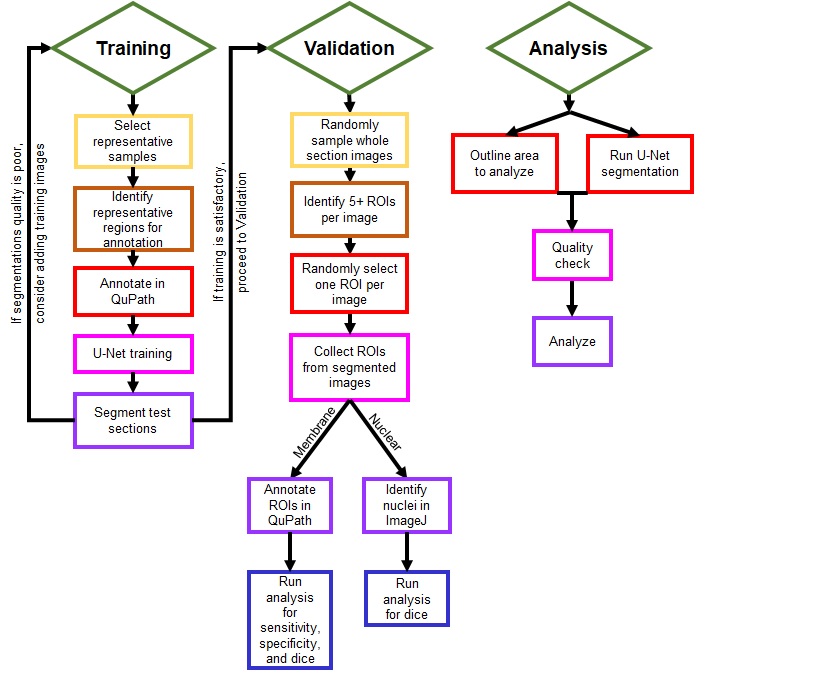 Training
Select
representative
samples
Identify
representative
regions for
annotation
Annotate in
QuPath
U-Net training
Segment test
sections
If segmentations quality is poor,
consider adding training images
If training is satisfactory,
proceed to Validation
Validation
Randomly
sample whole
section images
Identify 5+ ROIs
per image
Randomly select
one ROI per
image
Collect ROIs
from segmented
images
Membrane
Nuclear
Annotate
ROIs in
QuPath
Identify
nuclei in
ImageJ
Run
analysis
for
sensitivity,
specificity,
and dice
Run
analysis
for dice
Analysis
Outline area
to analyze
Run U-Net
segmentation
Quality
check
Analyze